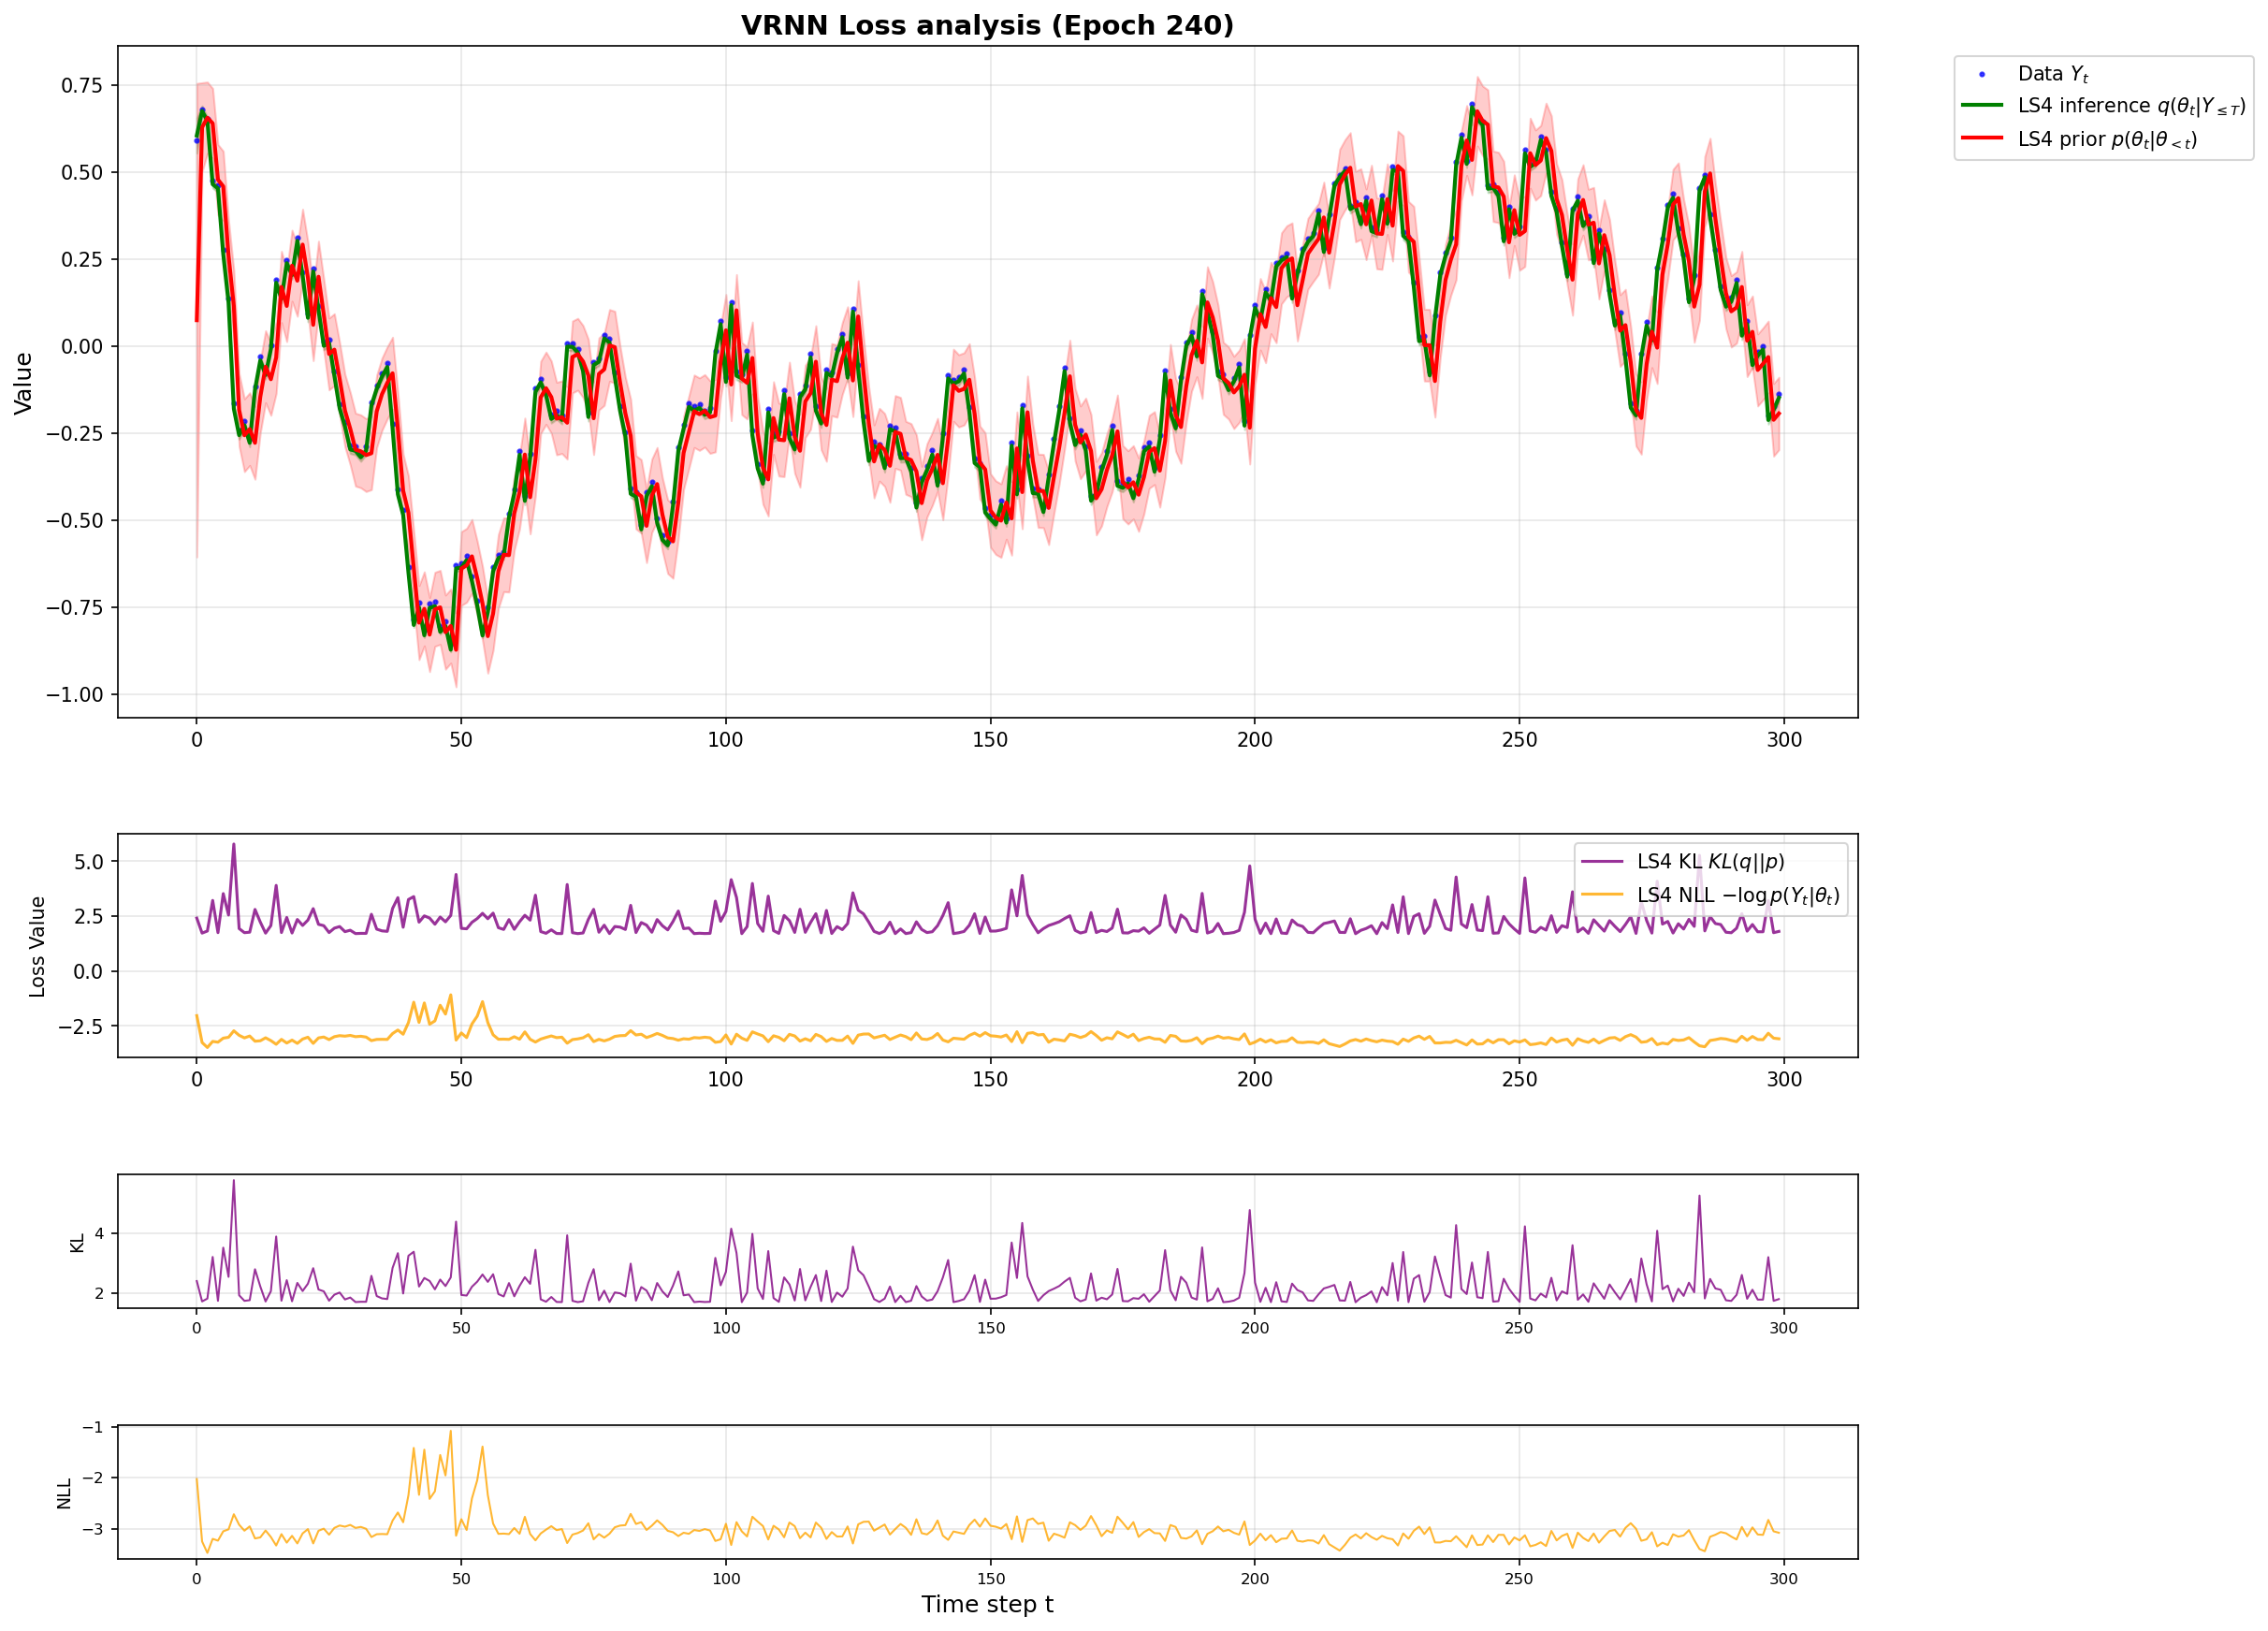 VRNN Loss analysis (Epoch 240)
Value
0.75
0.50
0.25
0.00
−0.25
−0.50
−0.75
−1.00
0 50 100 150 200 250 300
Data Y_t
LS4 inference q(θ_t|Y_{≤T})
LS4 prior p(θ_t|θ_{<t})
Loss Value
5.0
2.5
0.0
−2.5
0 50 100 150 200 250 300
LS4 KL KL(q||p)
LS4 NLL −log p(Y_t|θ_t)
KL
4
2
0 50 100 150 200 250 300
NLL
−1
−2
−3
0 50 100 150 200 250 300
Time step t